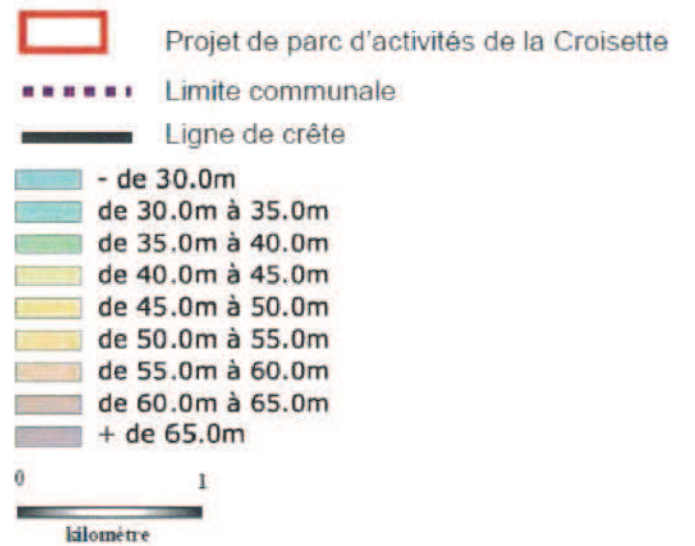 Projet de parc d'activités de la Croisette
Limite communale
Ligne de crête
- de 30.0m
de 30.0m à 35.0m
de 35.0m à 40.0m
de 40.0m à 45.0m
de 45.0m à 50.0m
de 50.0m à 55.0m
de 55.0m à 60.0m
de 60.0m à 65.0m
+ de 65.0m
0 1
kilomètre